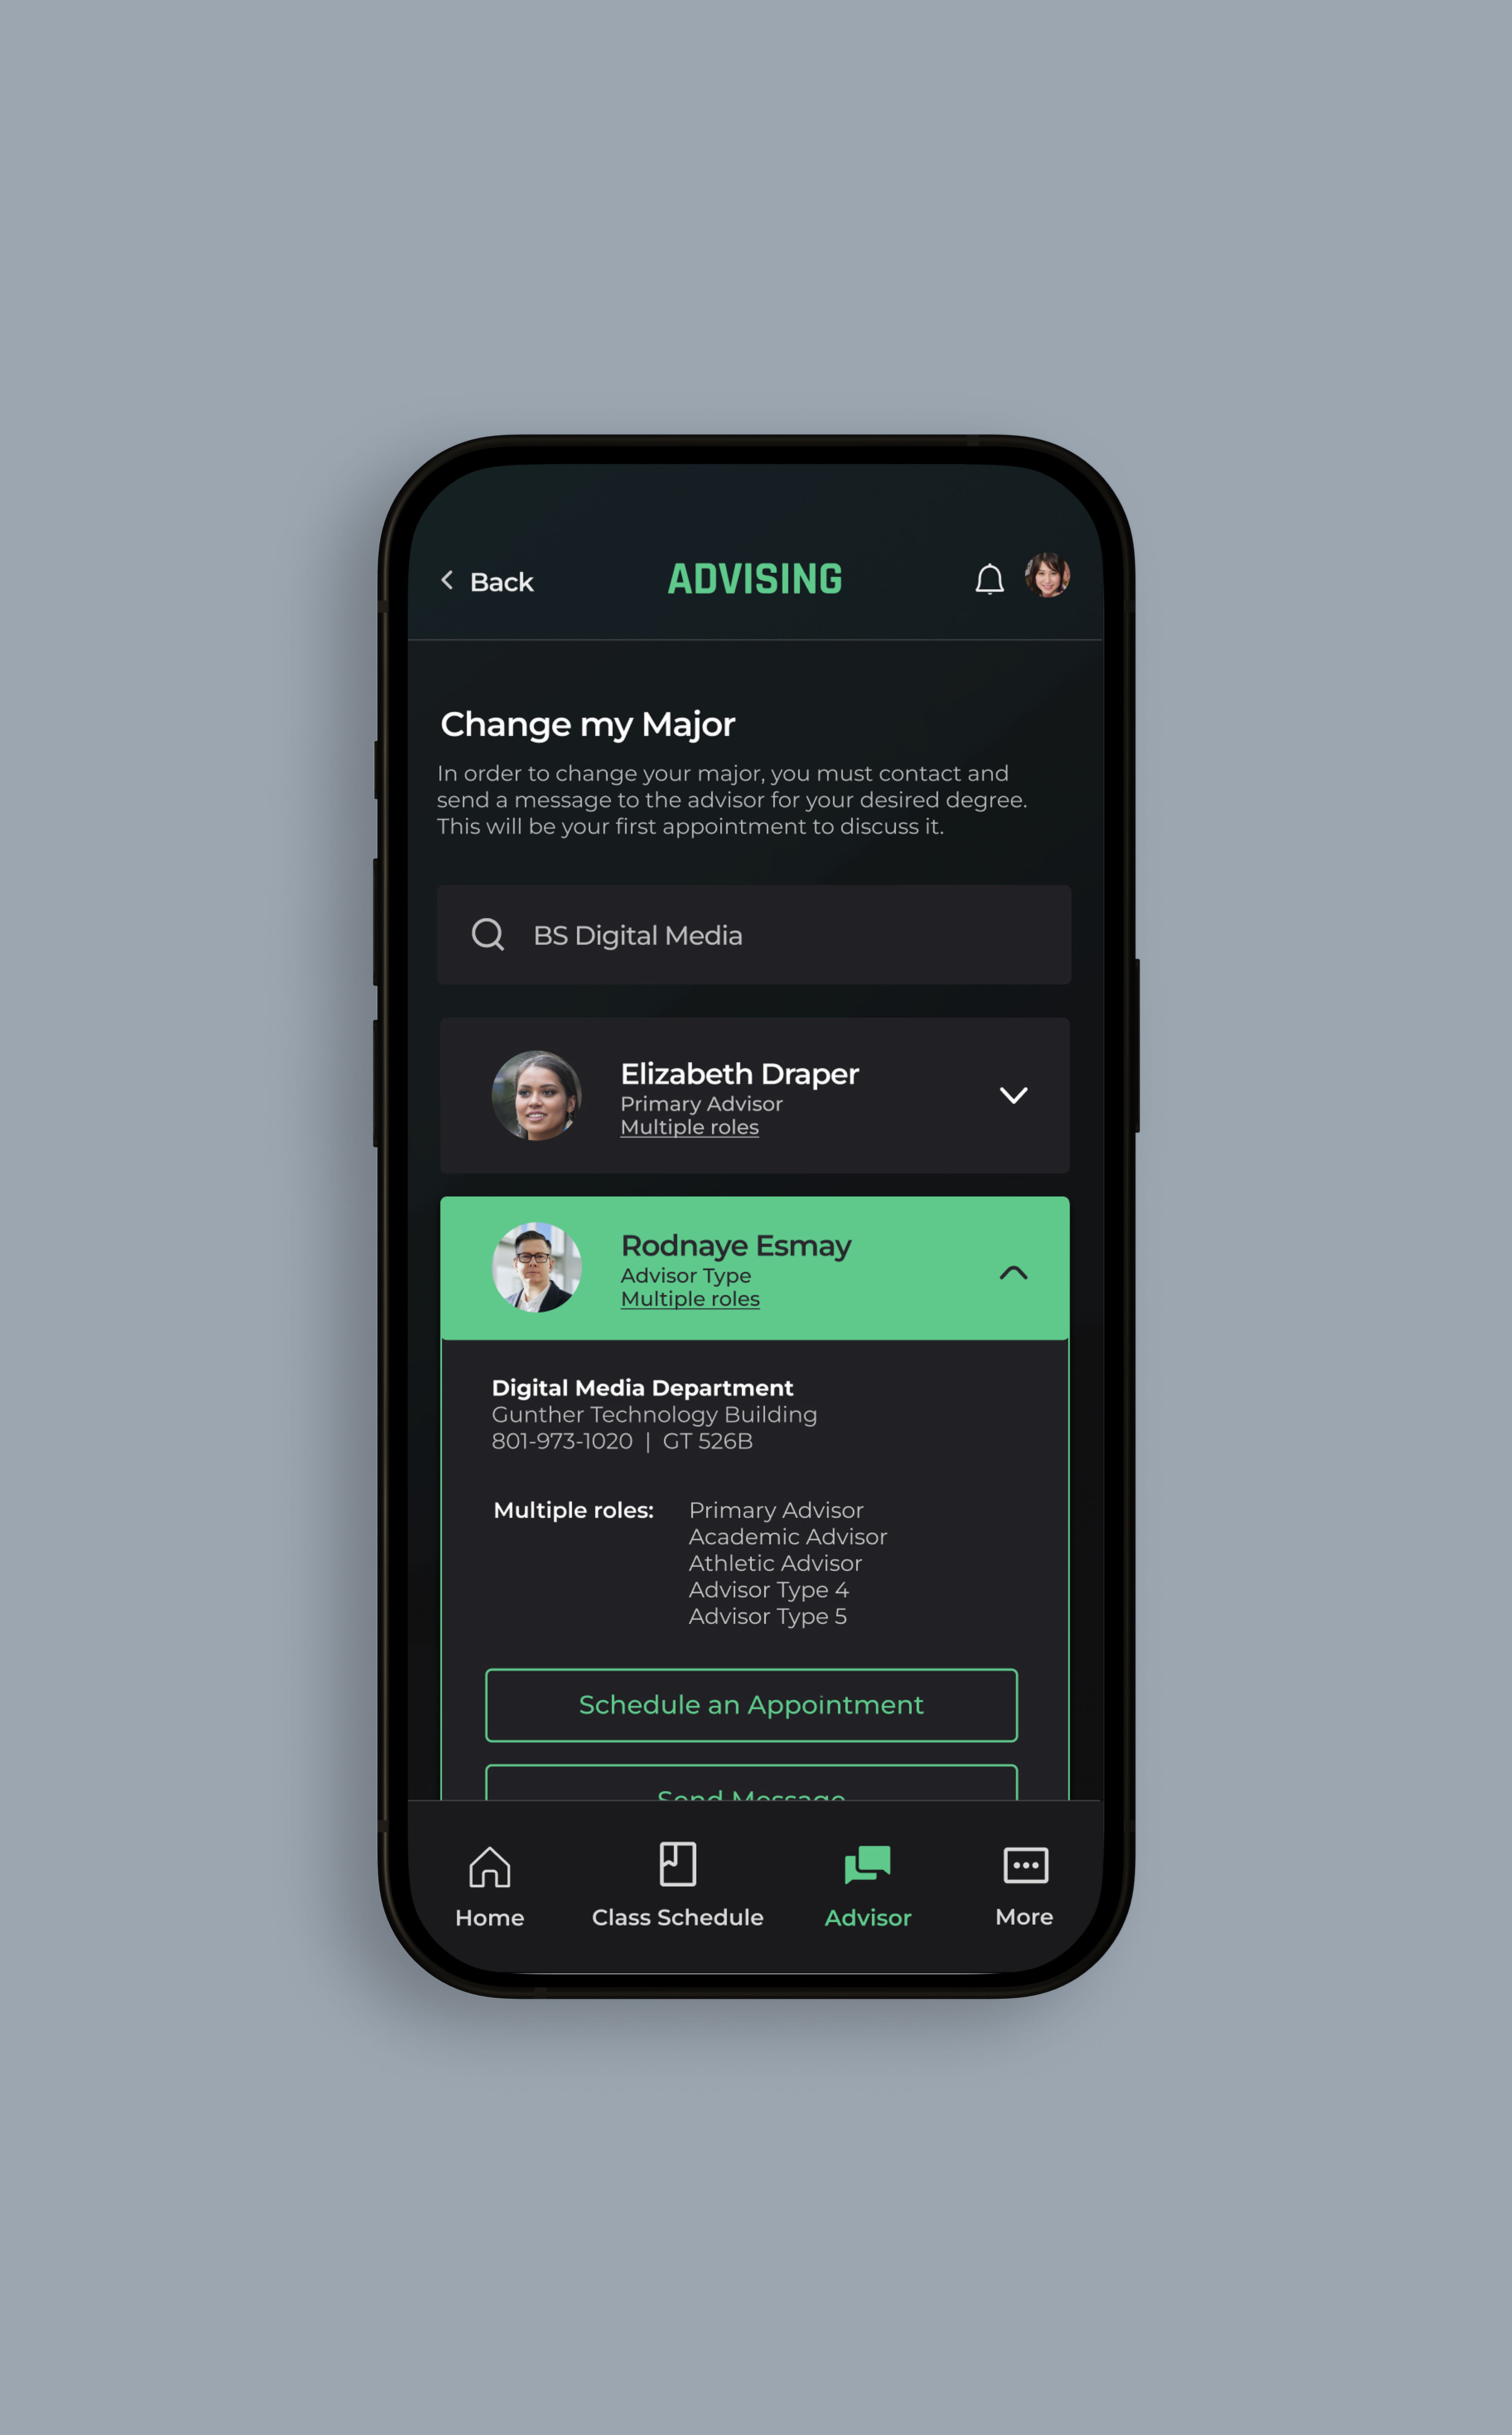 Back
ADVISING
Change my Major
In order to change your major, you must contact and
send a message to the advisor for your desired degree.
This will be your first appointment to discuss it.
BS Digital Media
Elizabeth Draper
Primary Advisor
Multiple roles
Rodnaye Esmay
Advisor Type
Multiple roles
Digital Media Department
Gunther Technology Building
801-973-1020 | GT 526B
Multiple roles: Primary Advisor
Academic Advisor
Athletic Advisor
Advisor Type 4
Advisor Type 5
Schedule an Appointment
Send Message
Home Class Schedule Advisor More